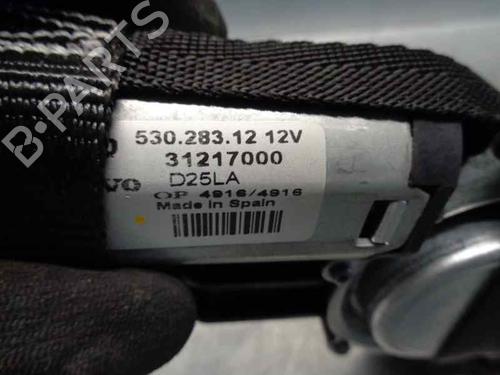 530.283.12 12V
31217000
D25LA
OP 4916/4916
Made in Spain
B-PARTS